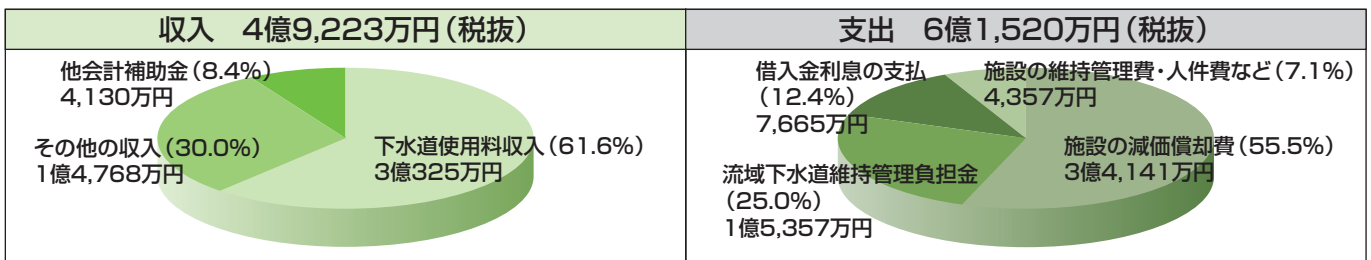 収入　4億9,223万円（税抜）
他会計補助金（8.4%）
4,130万円
その他の収入（30.0%）
1億4,768万円
下水道使用料収入（61.6%）
3億325万円
支出　6億1,520万円（税抜）
借入金利息の支払
（12.4%）
7,665万円
施設の維持管理費・人件費など（7.1%）
4,357万円
流域下水道維持管理負担金
（25.0%）
1億5,357万円
施設の減価償却費（55.5%）
3億4,141万円